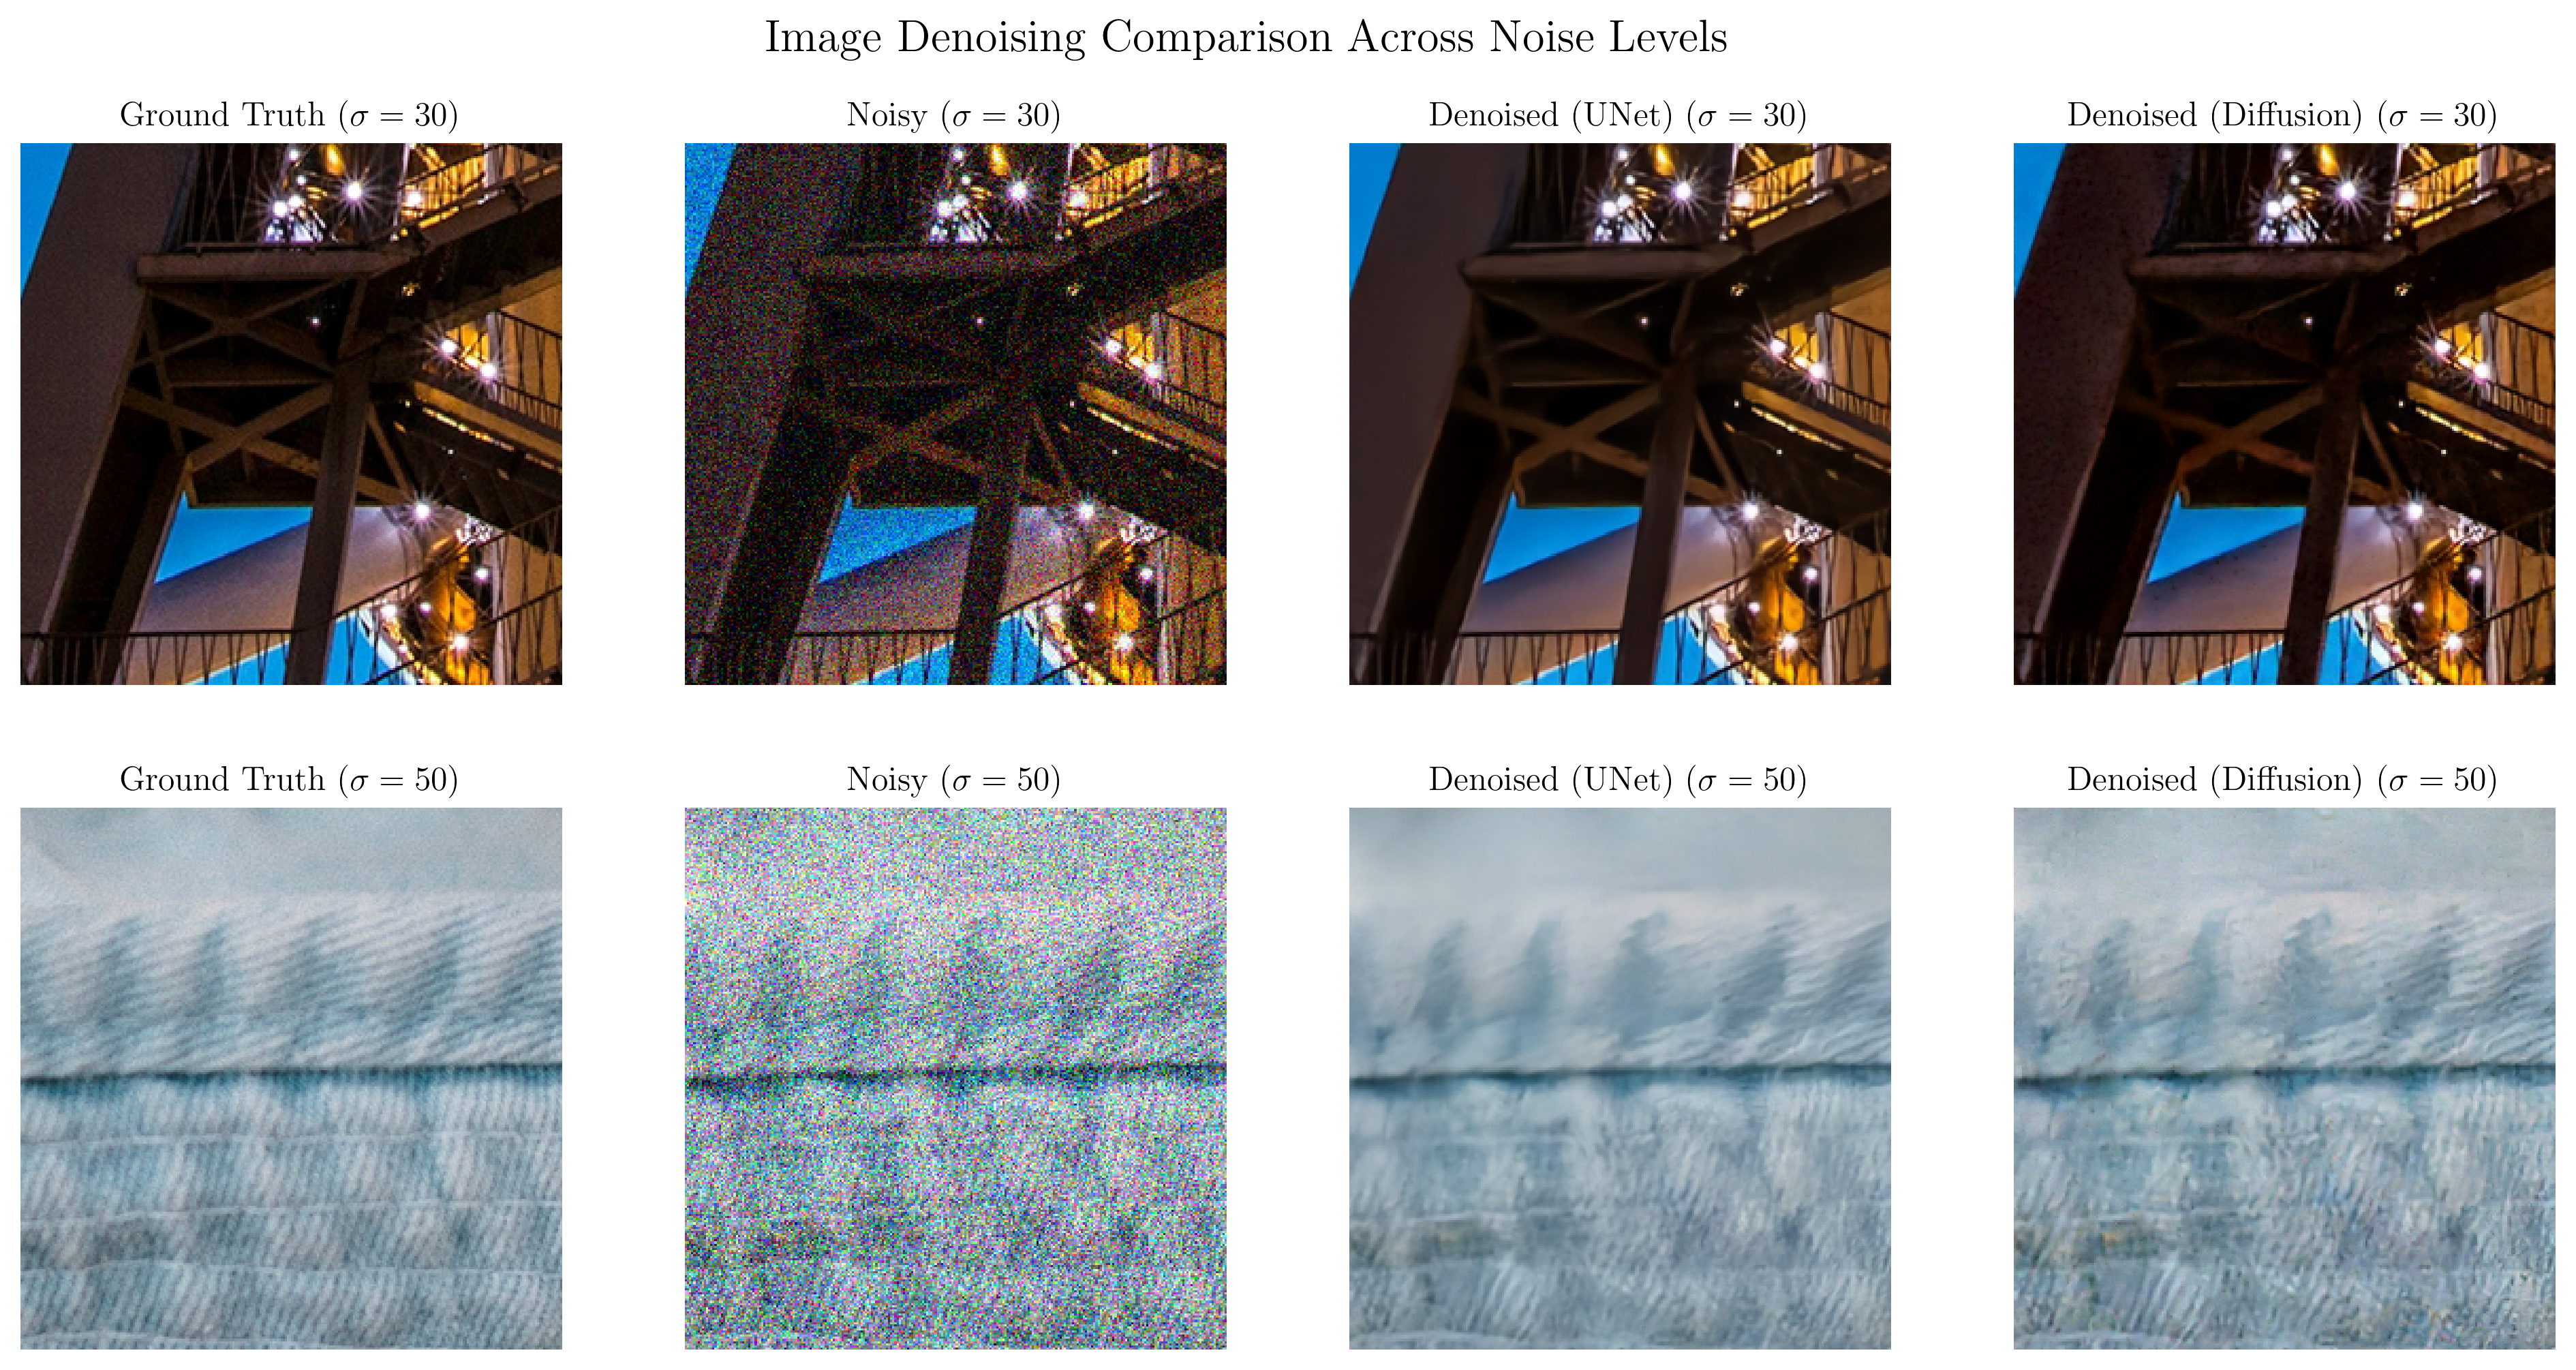 Image Denoising Comparison Across Noise Levels
Ground Truth (σ = 30)
Noisy (σ = 30)
Denoised (UNet) (σ = 30)
Denoised (Diffusion) (σ = 30)
Ground Truth (σ = 50)
Noisy (σ = 50)
Denoised (UNet) (σ = 50)
Denoised (Diffusion) (σ = 50)